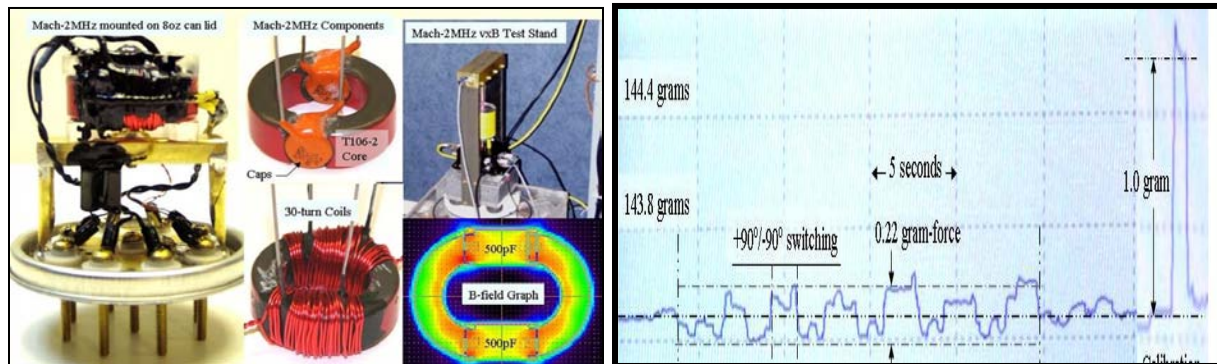 Mach-2MHz mounted on 8oz can lid
Mach-2MHz Components
Mach-2MHz vxB Test Stand
T106-2
Core
Caps
30-turn Coils
500pF
B-field Graph
500pF
144.4 grams
143.8 grams
5 seconds
1.0 gram
+90°/-90° switching
0.22 gram-force
Calibration